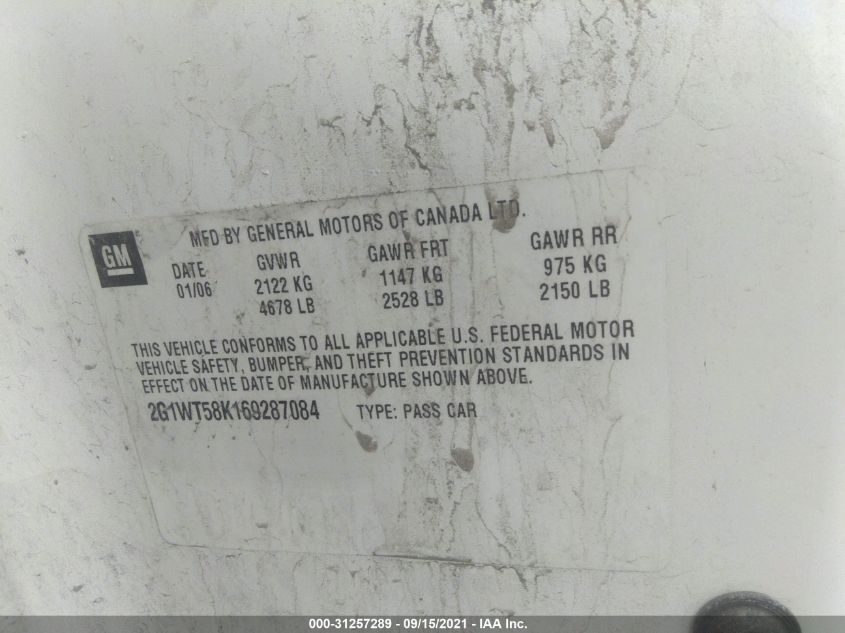 MFD BY GENERAL MOTORS OF CANADA LTD.
GM
DATE GVWR GAWR FRT GAWR RR
01/06 2122 KG 1147 KG 975 KG
4678 LB 2528 LB 2150 LB
THIS VEHICLE CONFORMS TO ALL APPLICABLE U.S. FEDERAL MOTOR
VEHICLE SAFETY, BUMPER, AND THEFT PREVENTION STANDARDS IN
EFFECT ON THE DATE OF MANUFACTURE SHOWN ABOVE.
2G1WT58K169287084 TYPE: PASS CAR
000-31257289 - 09/15/2021 - IAA Inc.